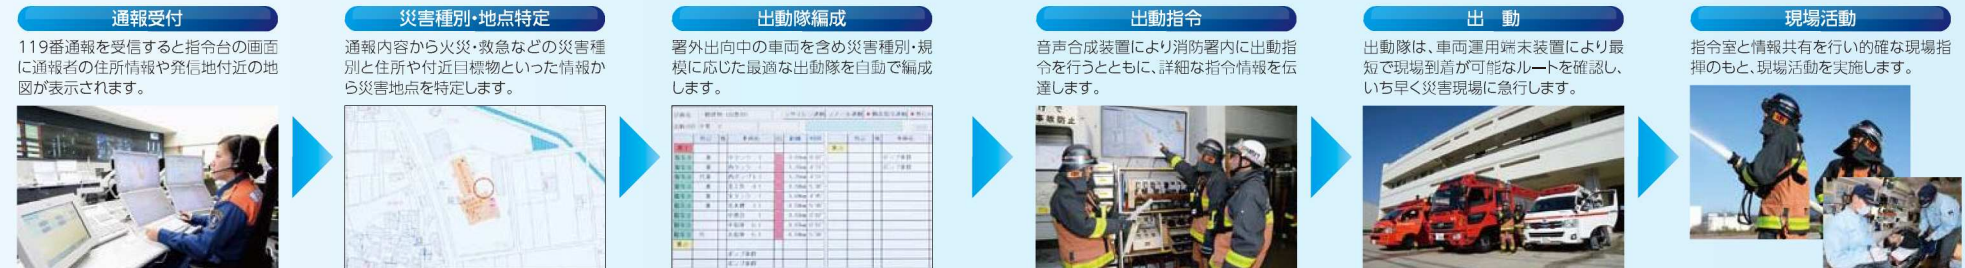 通報受付
119番通報を受信すると指令台の画面
に通報者の住所情報や発信地付近の地
図が表示されます。
災害種別・地点特定
通報内容から火災・救急などの災害種
別と住所や付近目標物といった情報か
ら災害地点を特定します。
出動隊編成
署外出向中の車両を含め災害種別・規
模に応じた最適な出動隊を自動で編成
します。
出動指令
音声合成装置により消防署内に出動指
令を行うとともに、詳細な指令情報を伝
達します。
事故防止
出 動
出動隊は、車両運用端末装置により最
短で現場到着が可能なルートを確認し、
いち早く災害現場に急行します。
現場活動
指令室と情報共有を行い的確な現場指
揮のもと、現場活動を実施します。